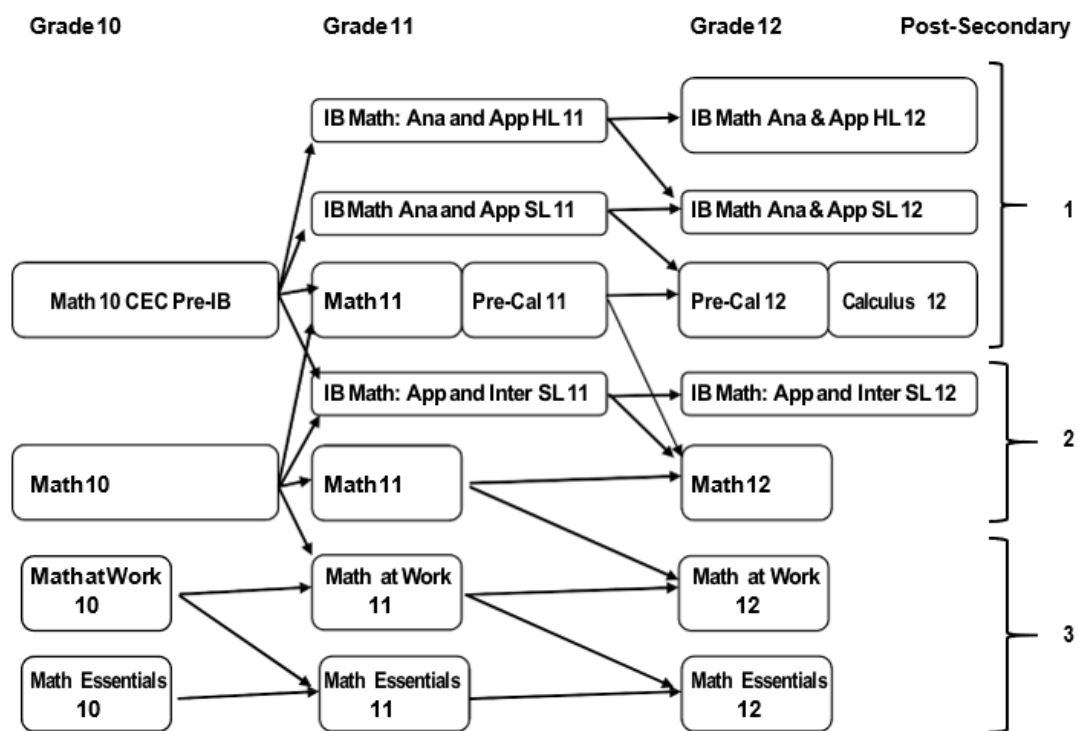 Grade 10 Grade 11 Grade 12 Post-Secondary
IB Math: Ana and App HL 11 IB Math Ana & App HL 12
IB Math Ana and App SL 11 IB Math Ana & App SL 12 1
Math 10 CEC Pre-IB Math 11 Pre-Cal 11 Pre-Cal 12 Calculus 12
IB Math: App and Inter SL 11 IB Math: App and Inter SL 12
2
Math 10 Math 11 Math 12
Math at Work Math at Work Math at Work
10 11 12
3
Math Essentials Math Essentials Math Essentials
10 11 12